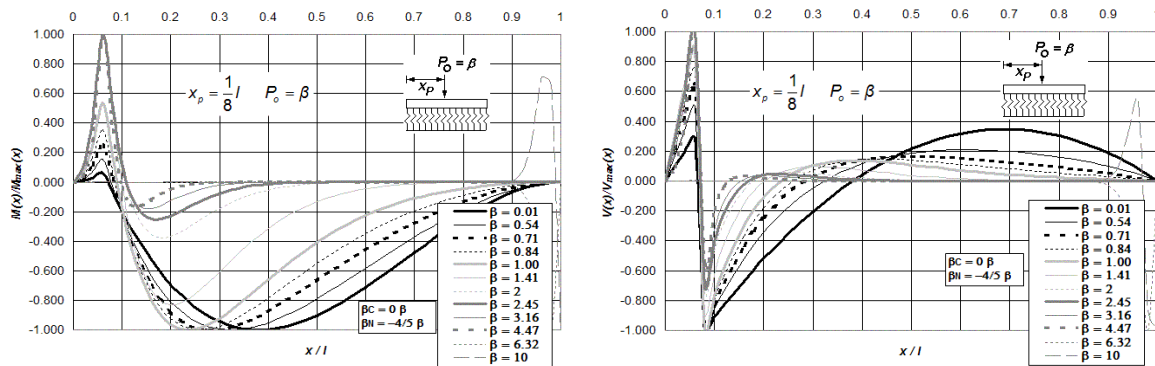 0 0.1 0.2 0.3 0.4 0.5 0.6 0.7 0.8 0.9 1
1.000
0.800
0.600
0.400
0.200
0.000
-0.200
-0.400
-0.600
-0.800
-1.000
M(x)/Mmax(x)
x / l
xp = 1/8 l Po = β
PO = β
xP
βC = 0 β
βN = −4/5 β
β = 0.01
β = 0.54
β = 0.71
β = 0.84
β = 1.00
β = 1.41
β = 2
β = 2.45
β = 3.16
β = 4.47
β = 6.32
β = 10
0 0.1 0.2 0.3 0.4 0.5 0.6 0.7 0.8 0.9 1
1.000
0.800
0.600
0.400
0.200
0.000
-0.200
-0.400
-0.600
-0.800
-1.000
V(x)/Vmax(x)
x / l
xp = 1/8 l Po = β
PO = β
xP
βC = 0 β
βN = −4/5 β
β = 0.01
β = 0.54
β = 0.71
β = 0.84
β = 1.00
β = 1.41
β = 2
β = 2.45
β = 3.16
β = 4.47
β = 6.32
β = 10